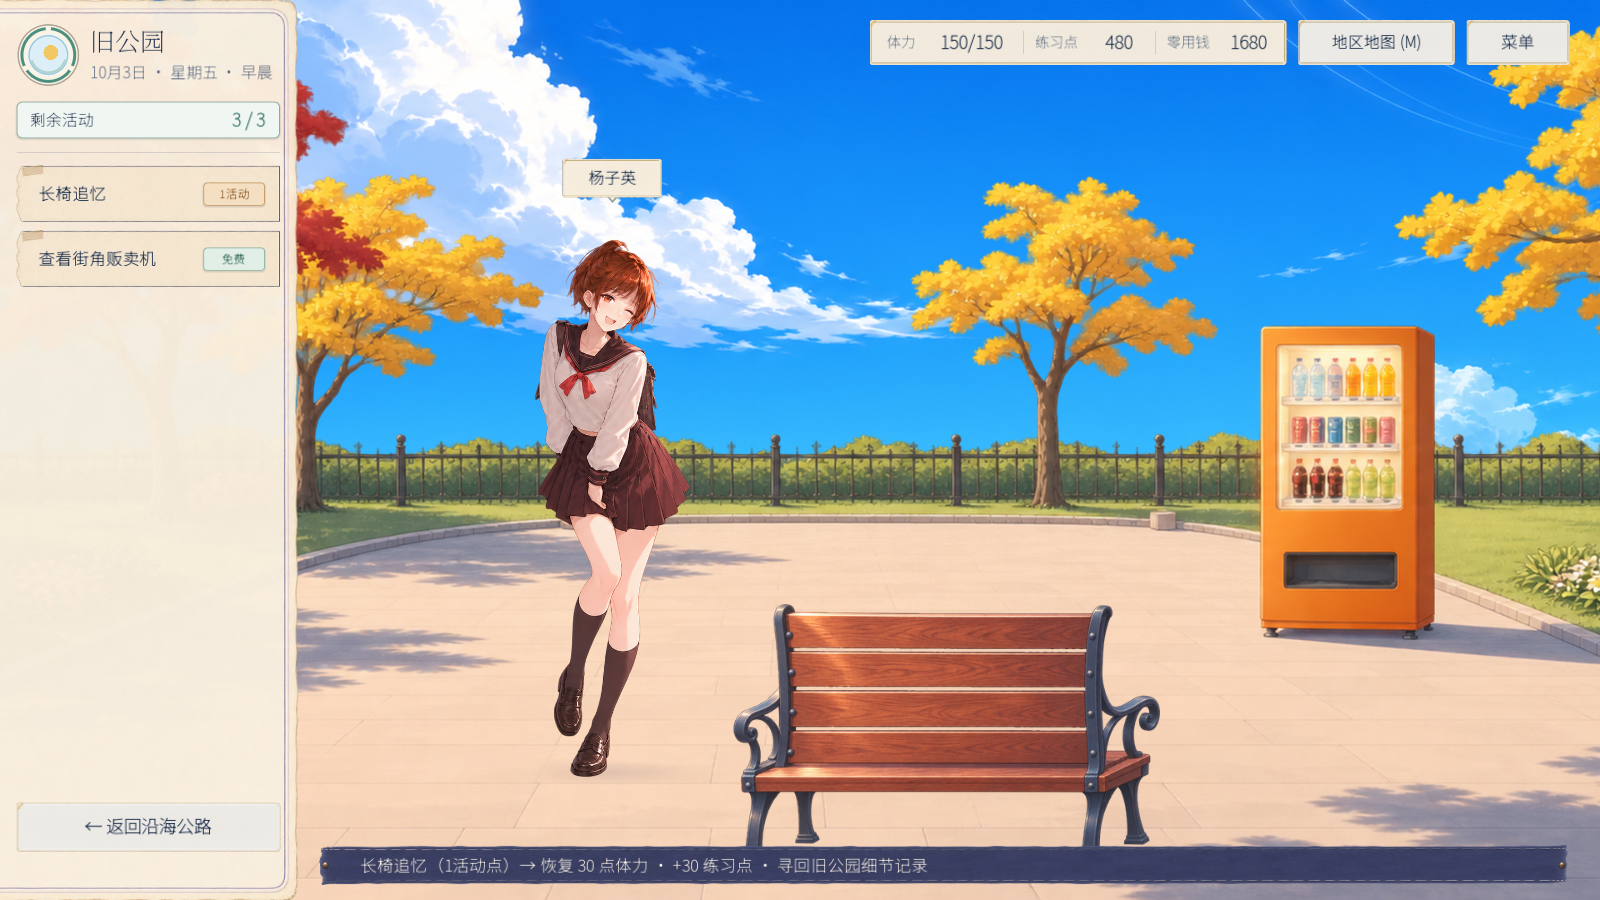 旧公园
10月3日 · 星期五 · 早晨
剩余活动 3 / 3
长椅追忆 1活动
查看街角贩卖机 免费
← 返回沿海公路
体力 150/150 练习点 480 零用钱 1680
地区地图 (M)
菜单
杨子英
长椅追忆（1活动点）→ 恢复 30 点体力 · +30 练习点 · 寻回旧公园细节记录